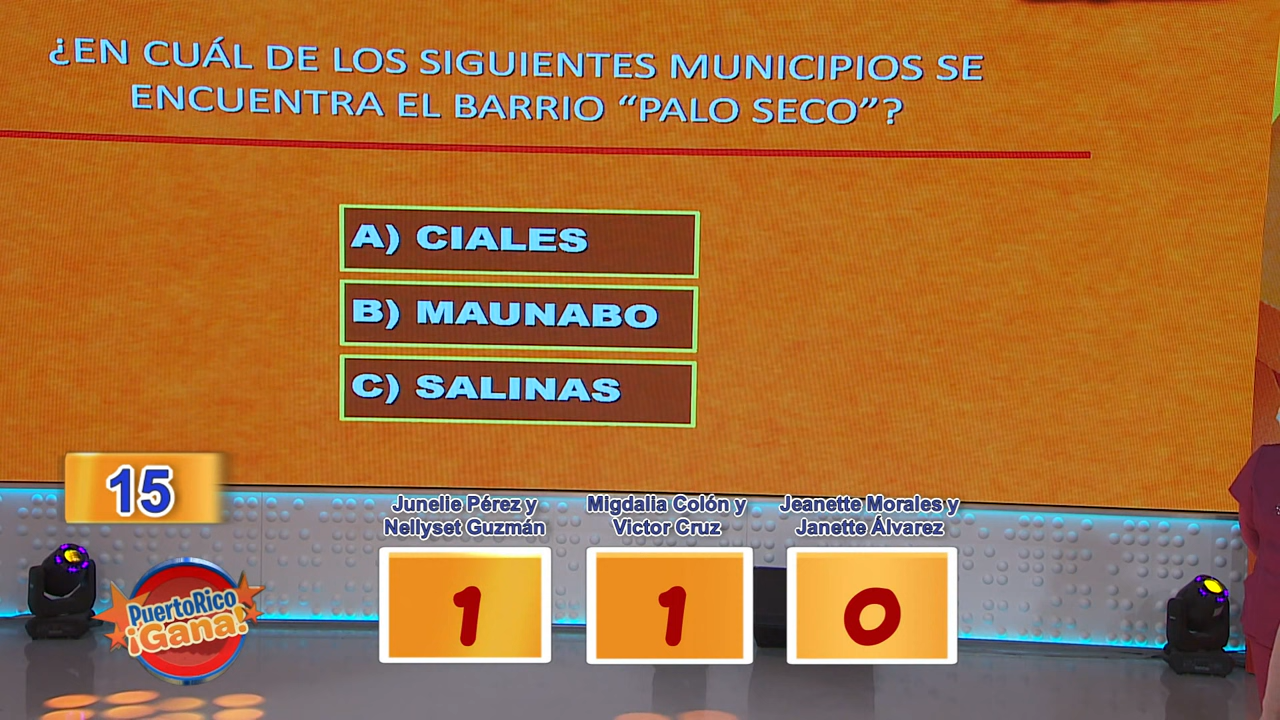 ¿EN CUÁL DE LOS SIGUIENTES MUNICIPIOS SE
ENCUENTRA EL BARRIO “PALO SECO”?
A) CIALES
B) MAUNABO
C) SALINAS
15
Junelie Pérez y
Nellyset Guzmán
1
Migdalia Colón y
Victor Cruz
1
Jeanette Morales y
Janette Álvarez
0
PuertoRico
¡Gana!